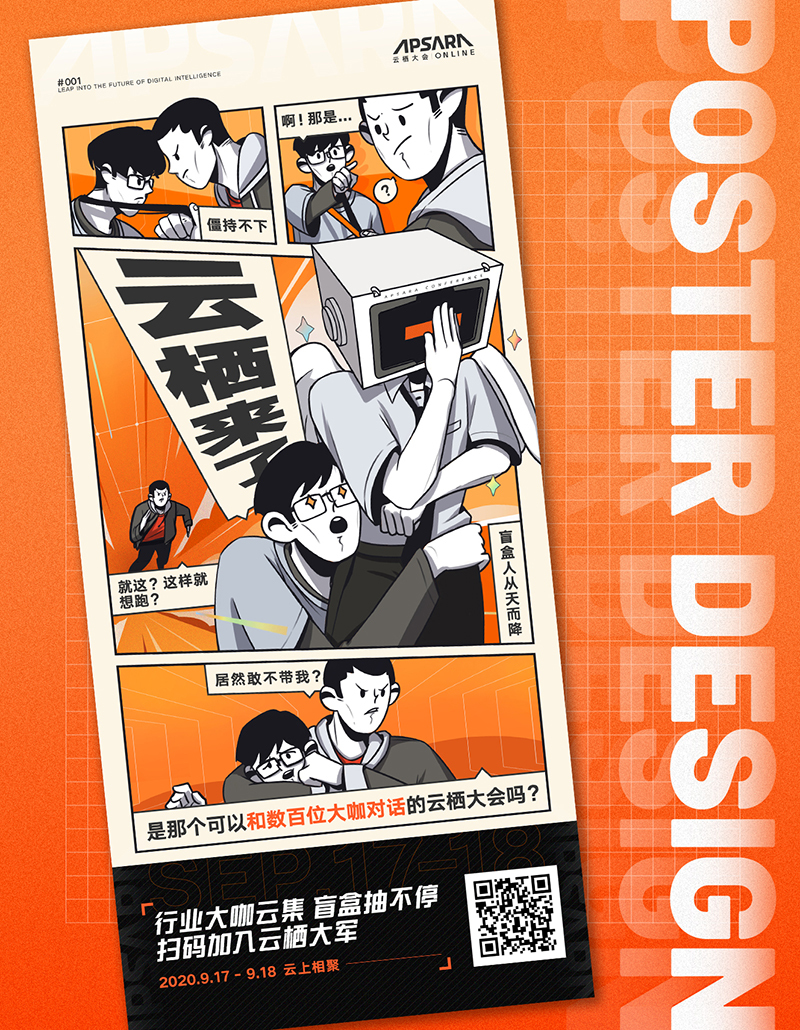 APSARA
APSARA
云栖大会 ONLINE
#001
LEAP INTO THE FUTURE OF DIGITAL INTELLIGENCE
僵持不下
啊！那是...
?
APSARA CONFERENCE
云栖来了
就这？这样就
想跑？
盲盒人从天而降
居然敢不带我？
是那个可以和数百位大咖对话的云栖大会吗？
SEP.17-18
行业大咖云集 盲盒抽不停
扫码加入云栖大军
2020.9.17 - 9.18 云上相聚
POSTER DESIGN
POSTER DESIGN